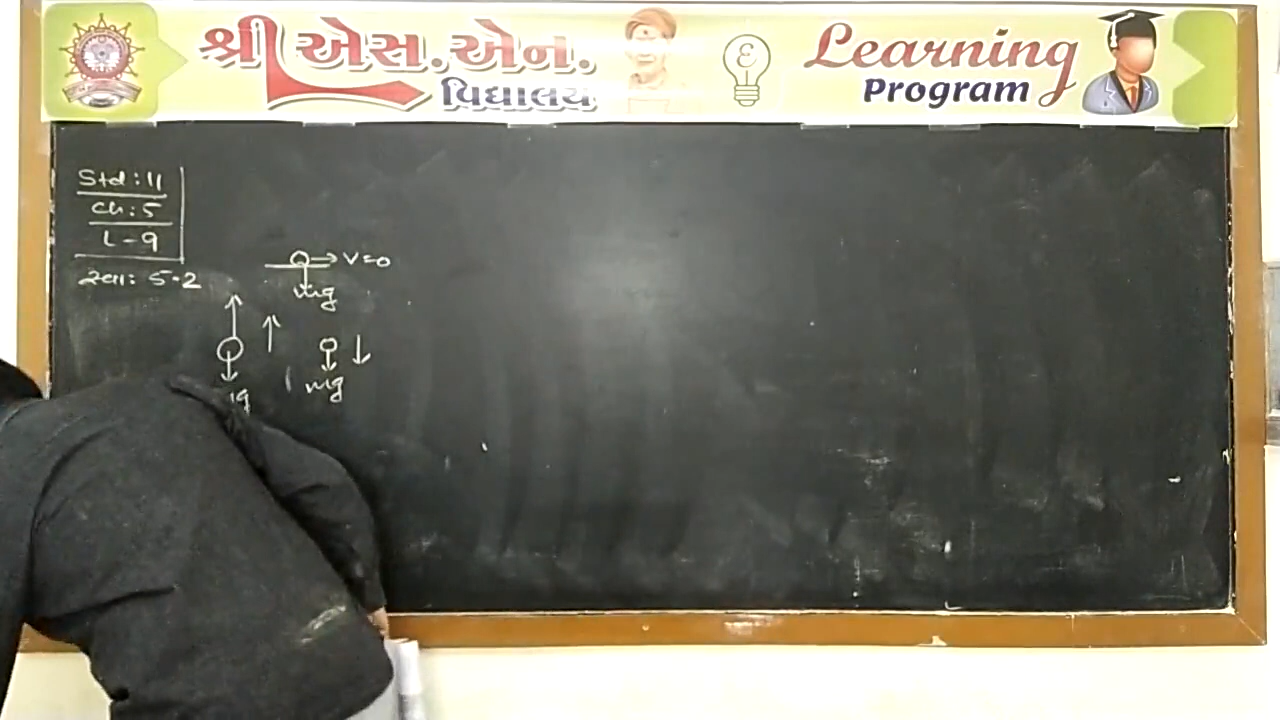 શ્રી એસ.એન.
વિદ્યાલય
Learning
Program
Std : 11
Ch : 5
L - 9
સ્વા: 5.2
v = 0
mg
mg